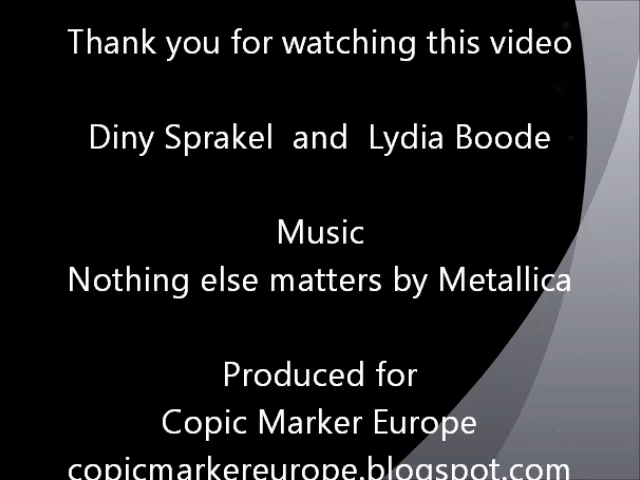 Thank you for watching this video
Diny Sprakel and Lydia Boode
Music
Nothing else matters by Metallica
Produced for
Copic Marker Europe
copicmarkereurope.blogspot.com